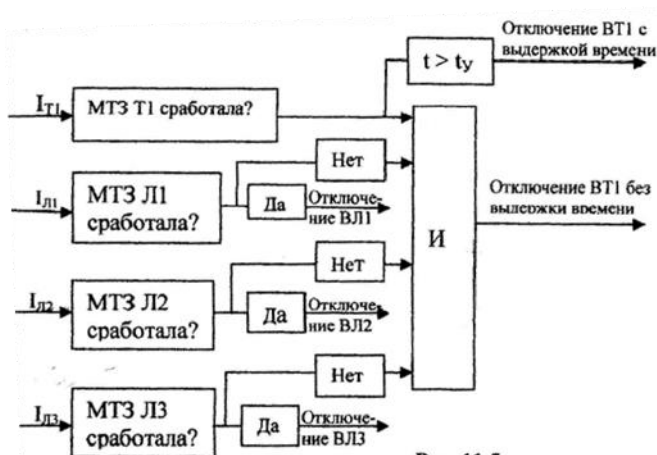 Отключение ВТ1 с
выдержкой времени
t > tу
IТ1
МТЗ Т1 сработала?
Нет
IЛ1
МТЗ Л1
сработала?
Да
Отключе-
ние ВЛ1
Отключение ВТ1 без
выдержки времени
И
Нет
IЛ2
МТЗ Л2
сработала?
Да
Отключе-
ние ВЛ2
Нет
IЛ3
МТЗ Л3
сработала?
Да
Отключе-
ние ВЛ3